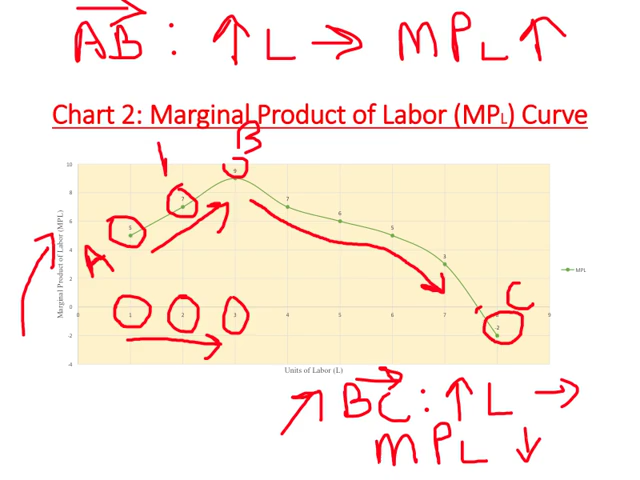 AB : ↑ L → MPL ↑
Chart 2: Marginal Product of Labor (MPL) Curve
B
10
8
6
4
2
0
-2
-4
Marginal Product of Labor (MPL)
A
5
7
9
7
6
5
3
-2
C
0
1
2
3
4
5
6
7
8
9
MPL
Units of Labor (L)
BC : ↑ L →
MPL ↓